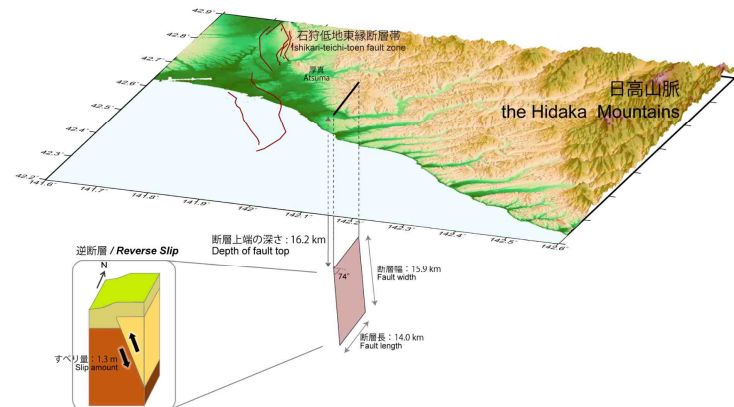 42.9°
42.8°
42.7°
42.6°
42.5°
42.4°
42.3°
42.2°
141.6°
141.7°
141.8°
141.9°
142°
142.1°
142.2°
142.3°
142.4°
142.5°
142.6°
石狩低地東縁断層帯
Ishikari-teichi-toen fault zone
厚真
Atsuma
日高山脈
the Hidaka Mountains
断層上端の深さ：16.2 km
Depth of fault top
逆断層 / Reverse Slip
N
すべり量：1.3 m
Slip amount
74°
断層幅：15.9 km
Fault width
断層長：14.0 km
Fault length